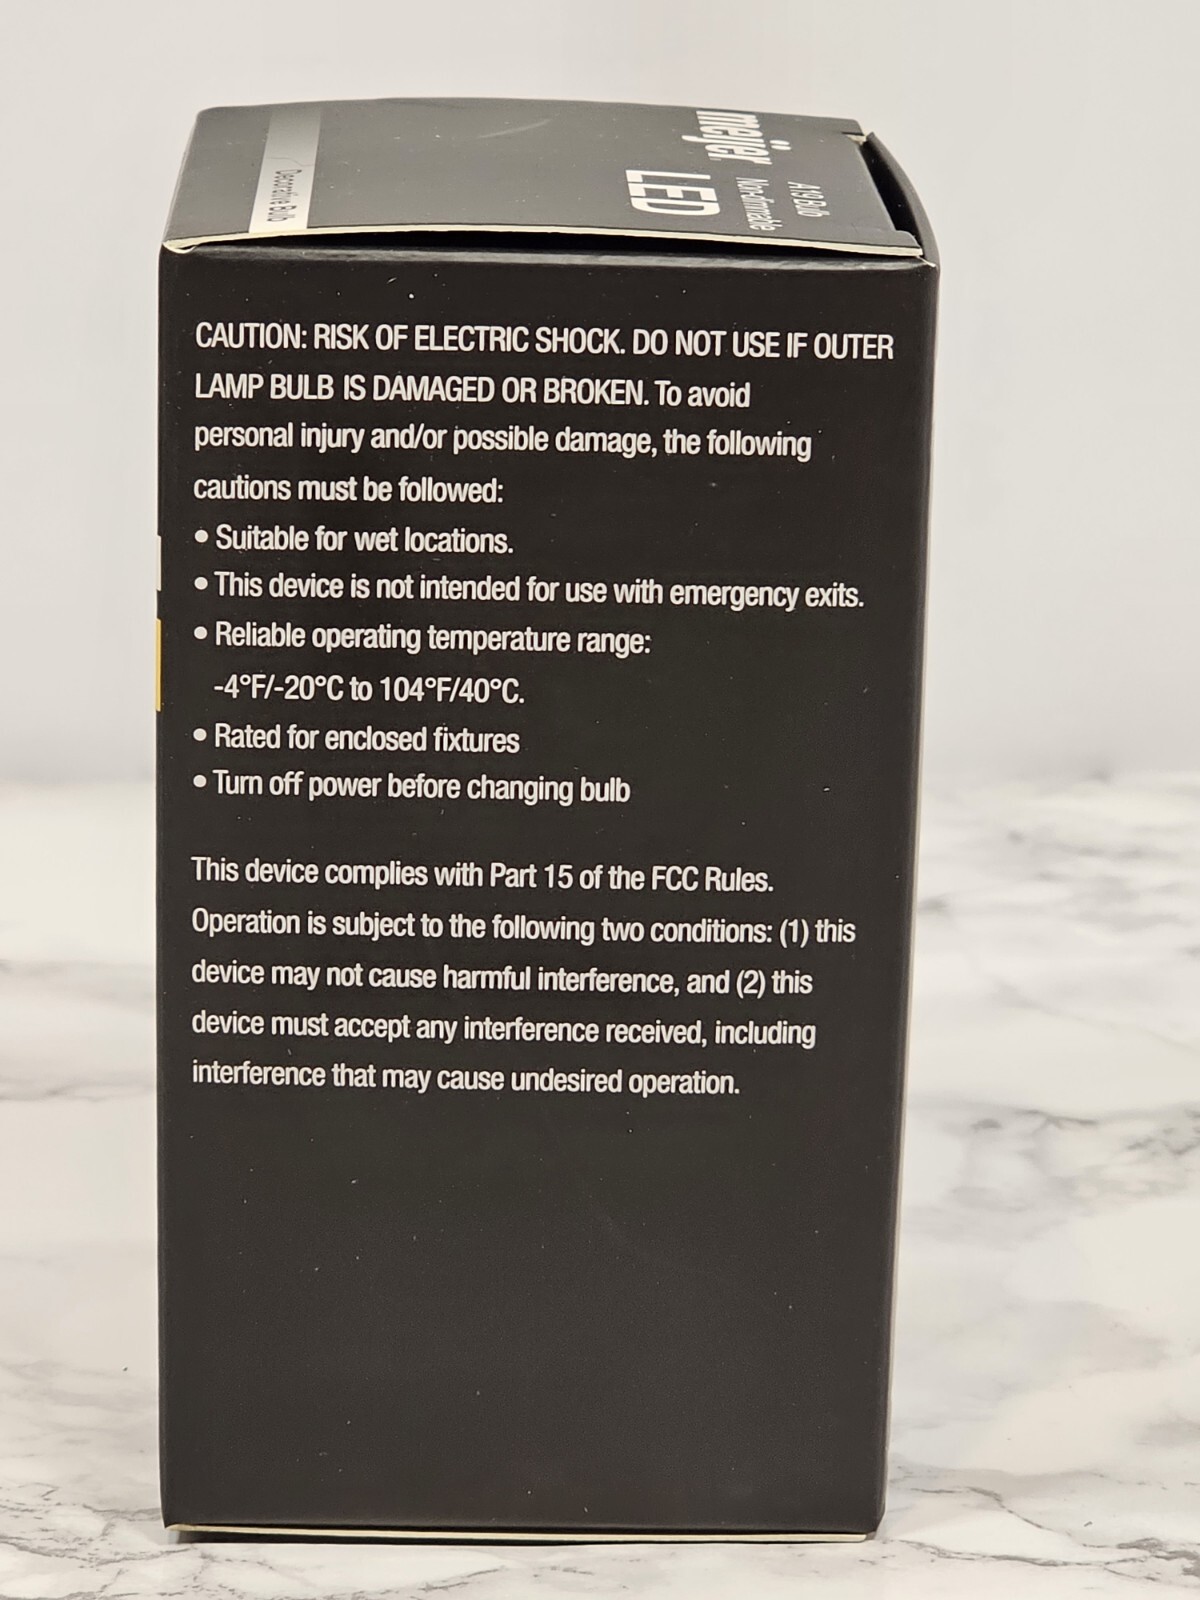 meijer
LED
A19 Bulb
Non-dimmable
Decorative Bulb
CAUTION: RISK OF ELECTRIC SHOCK. DO NOT USE IF OUTER
LAMP BULB IS DAMAGED OR BROKEN. To avoid
personal injury and/or possible damage, the following
cautions must be followed:
• Suitable for wet locations.
• This device is not intended for use with emergency exits.
• Reliable operating temperature range:
-4°F/-20°C to 104°F/40°C.
• Rated for enclosed fixtures
• Turn off power before changing bulb
This device complies with Part 15 of the FCC Rules.
Operation is subject to the following two conditions: (1) this
device may not cause harmful interference, and (2) this
device must accept any interference received, including
interference that may cause undesired operation.